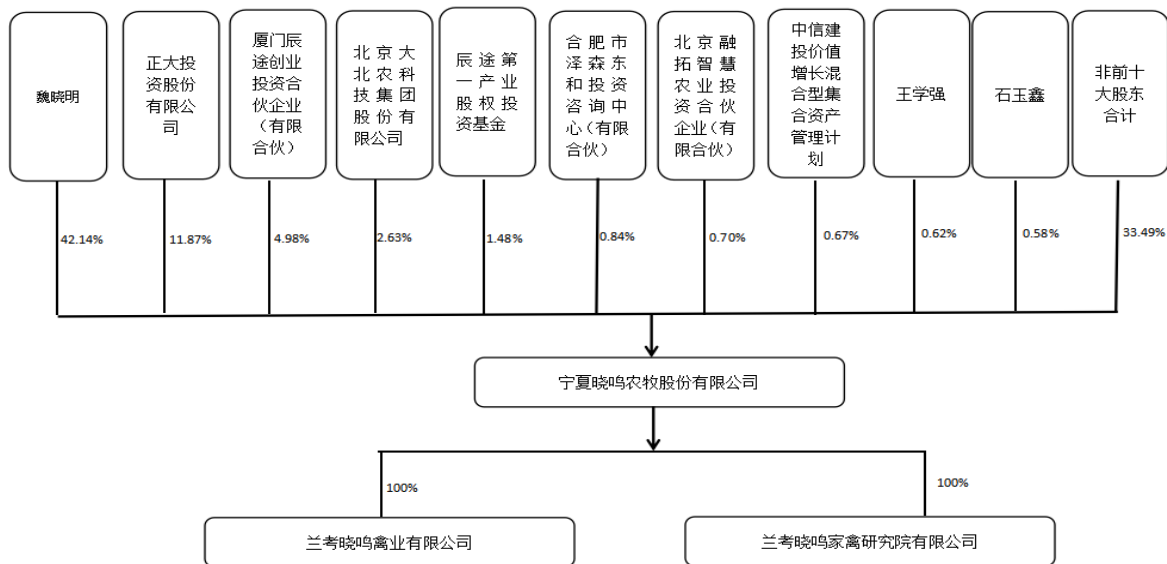 魏晓明
正大投
资股份
有限公
司
厦门辰
途创业
投资合
伙企业
（有限
合伙）
北京大
北农科
技集团
股份有
限公司
辰途第
一产业
股权投
资基金
合肥市
泽森东
和投资
咨询中
心（有限
合伙）
北京融
拓智慧
农业投
资合伙
企业（有
限合伙）
中信建
投价值
增长混
合型集
合资产
管理计
划
王学强
石玉鑫
非前十
大股东
合计
42.14%
11.87%
4.98%
2.63%
1.48%
0.84%
0.70%
0.67%
0.62%
0.58%
33.49%
宁夏晓鸣农牧股份有限公司
100%
100%
兰考晓鸣禽业有限公司
兰考晓鸣家禽研究院有限公司